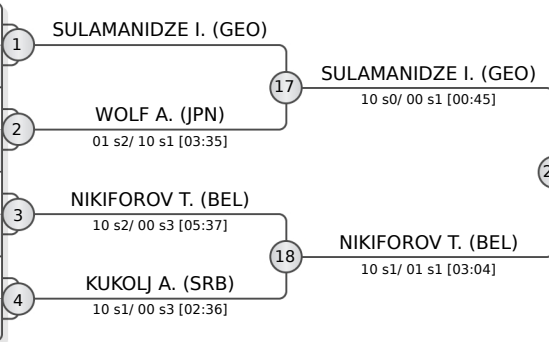 SULAMANIDZE I. (GEO)
1
17
SULAMANIDZE I. (GEO)
10 s0/ 00 s1 [00:45]
WOLF A. (JPN)
2
01 s2/ 10 s1 [03:35]
NIKIFOROV T. (BEL)
3
10 s2/ 00 s3 [05:37]
18
NIKIFOROV T. (BEL)
10 s1/ 01 s1 [03:04]
KUKOLJ A. (SRB)
4
10 s1/ 00 s3 [02:36]